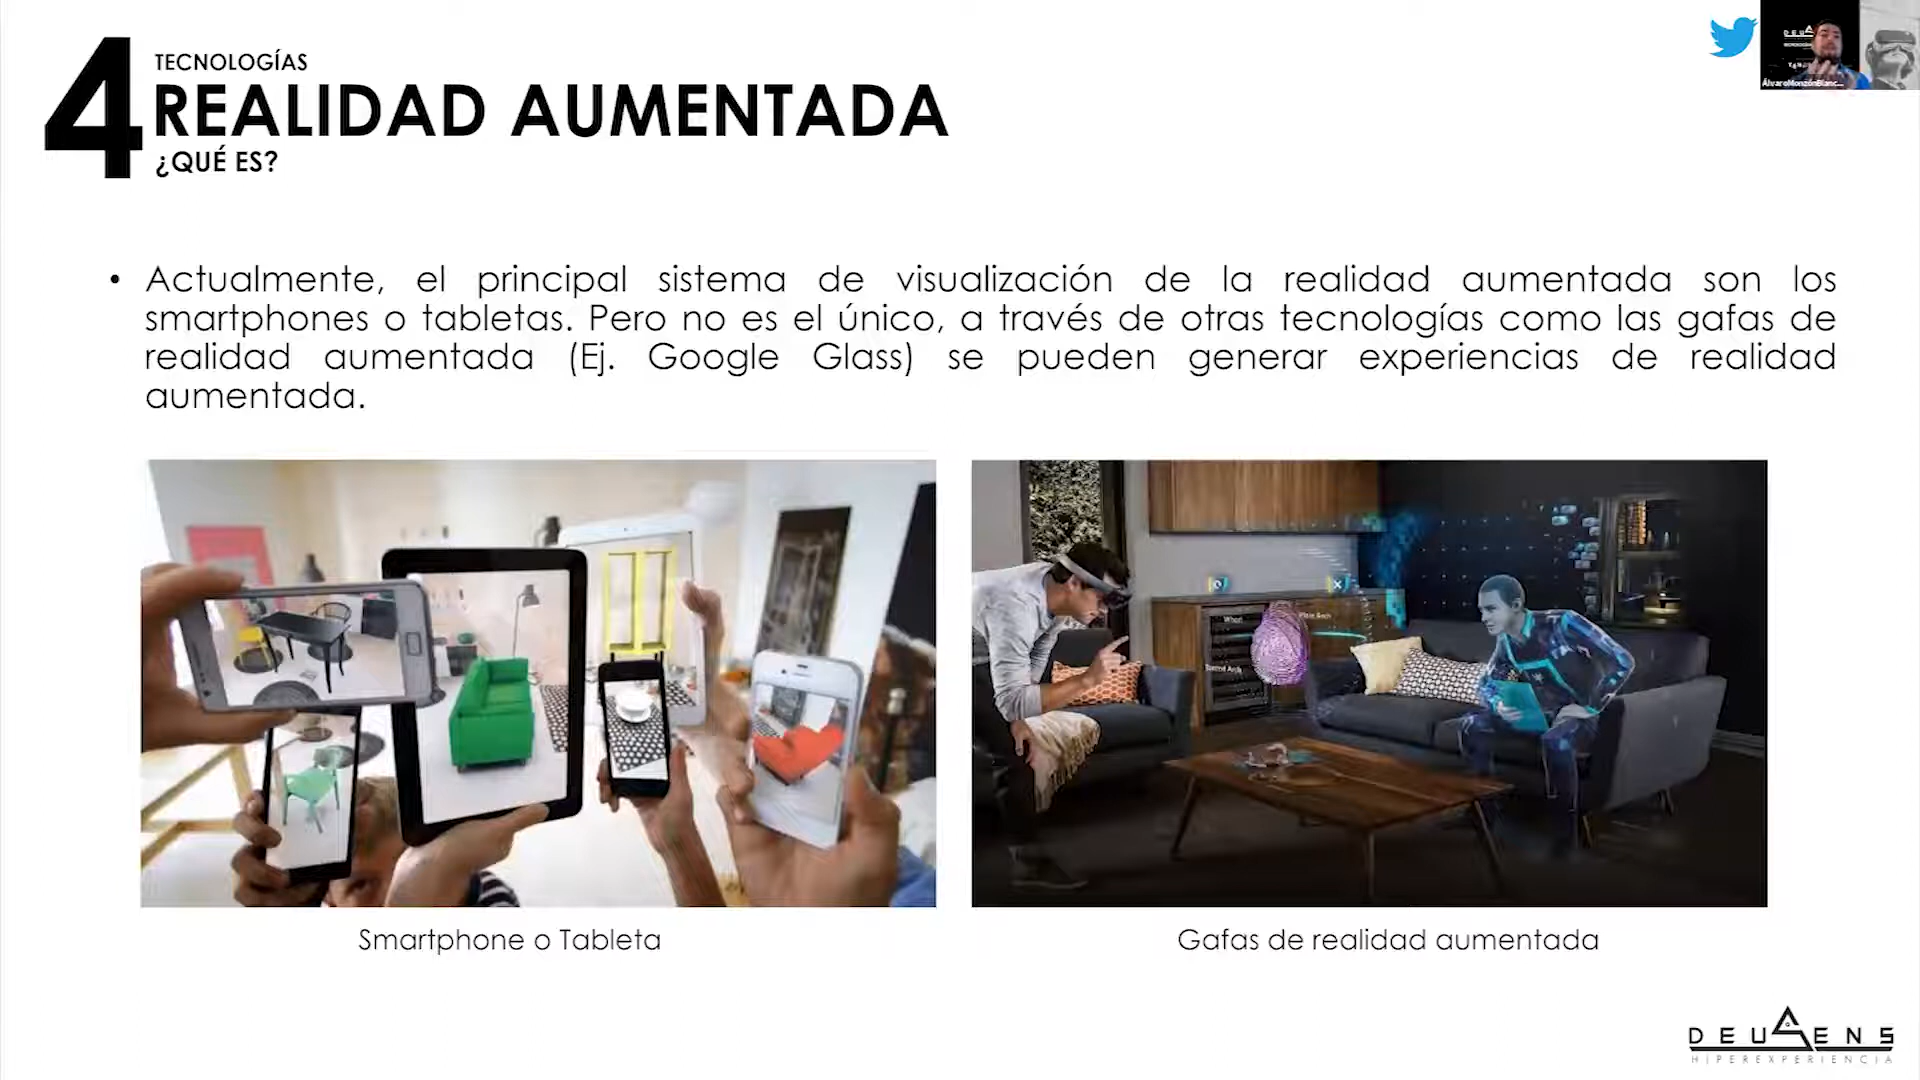 4
TECNOLOGÍAS
REALIDAD AUMENTADA
¿QUÉ ES?
• Actualmente, el principal sistema de visualización de la realidad aumentada son los
smartphones o tabletas. Pero no es el único, a través de otras tecnologías como las gafas de
realidad aumentada (Ej. Google Glass) se pueden generar experiencias de realidad
aumentada.
Smartphone o Tableta
Gafas de realidad aumentada
DEUSENS
HIPEREXPERIENCIA